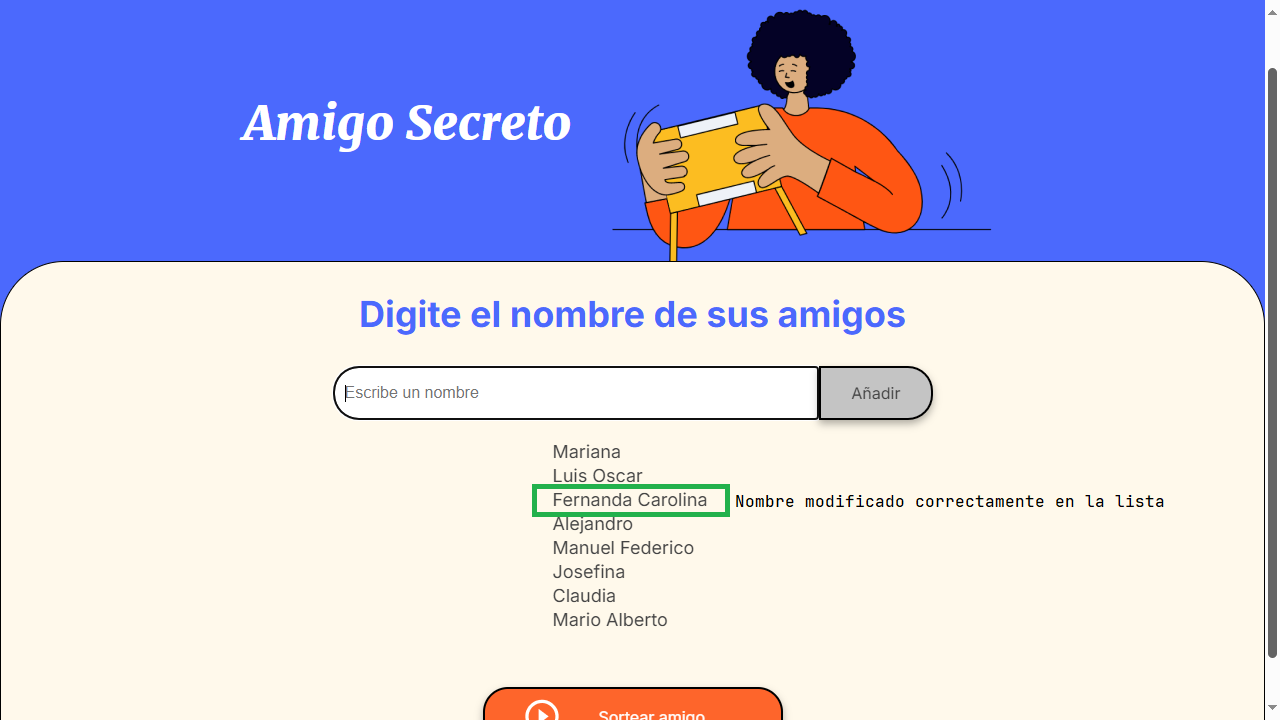 Amigo Secreto
Digite el nombre de sus amigos
Escribe un nombre
Añadir
Mariana
Luis Oscar
Fernanda Carolina
Nombre modificado correctamente en la lista
Alejandro
Manuel Federico
Josefina
Claudia
Mario Alberto
Sortear amigo